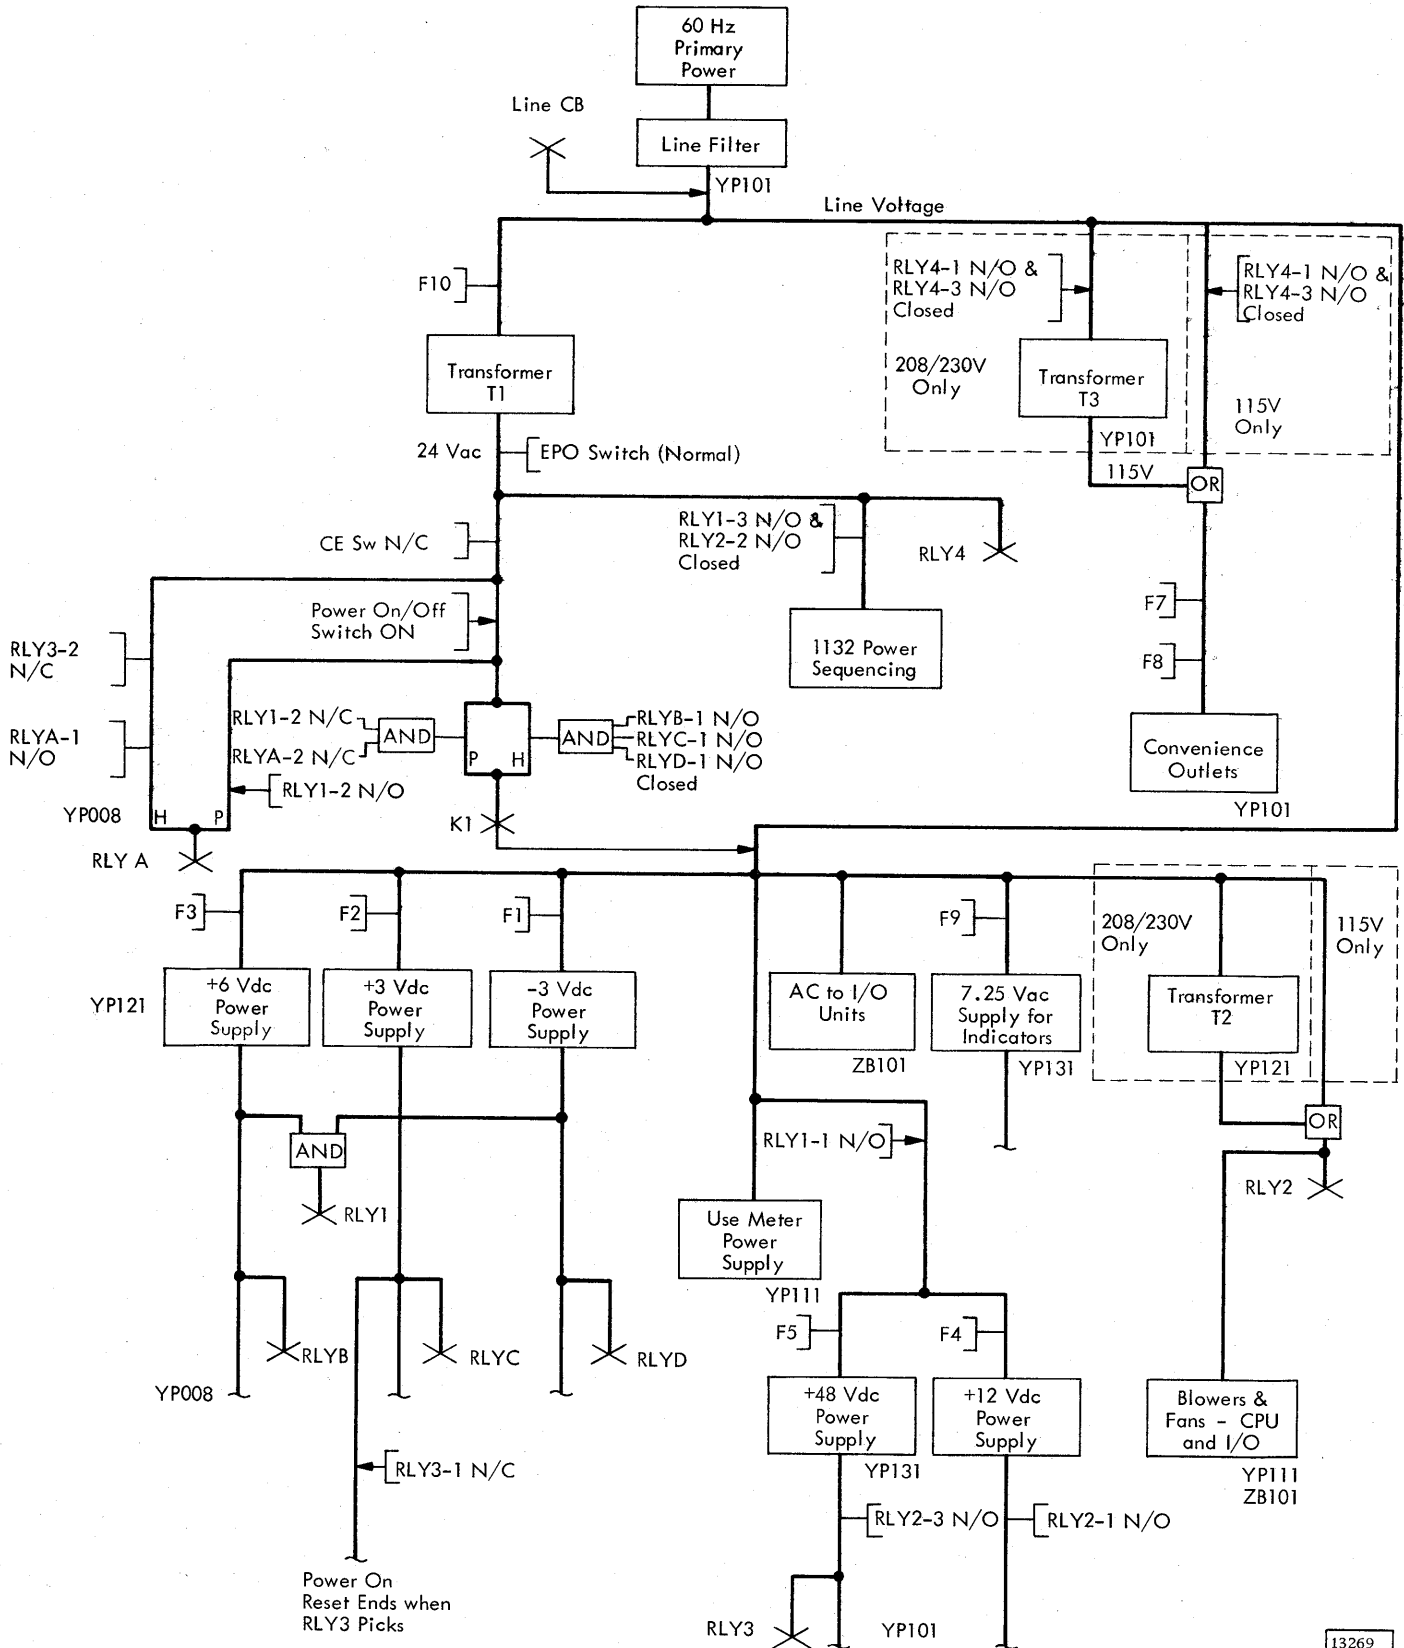 60 Hz
Primary
Power
Line CB
Line Filter
YP101
Line Voltage
F10
RLY4-1 N/O &
RLY4-3 N/O
Closed
RLY4-1 N/O &
RLY4-3 N/O
Closed
Transformer
T1
208/230V
Only
Transformer
T3
115V
Only
24 Vac
EPO Switch (Normal)
YP101
115V
OR
CE Sw N/C
RLY1-3 N/O &
RLY2-2 N/O
Closed
RLY4
Power On/Off
Switch ON
F7
1132 Power
Sequencing
RLY3-2
N/C
F8
RLY1-2 N/C
RLYA-2 N/C
AND
P
H
AND
RLYB-1 N/O
RLYC-1 N/O
RLYD-1 N/O
Closed
RLYA-1
N/O
Convenience
Outlets
RLY1-2 N/O
YP101
YP008
H
P
K1
RLY A
F3
F2
F1
F9
208/230V
Only
115V
Only
YP121
+6 Vdc
Power
Supply
+3 Vdc
Power
Supply
-3 Vdc
Power
Supply
AC to I/O
Units
7.25 Vac
Supply for
Indicators
Transformer
T2
ZB101
YP131
YP121
AND
RLY1-1 N/O
OR
RLY1
RLY2
Use Meter
Power
Supply
YP111
F5
F4
RLYB
RLYC
RLYD
YP008
+48 Vdc
Power
Supply
+12 Vdc
Power
Supply
Blowers &
Fans - CPU
and I/O
RLY3-1 N/C
YP131
YP111
ZB101
RLY2-3 N/O
RLY2-1 N/O
Power On
Reset Ends when
RLY3 Picks
RLY3
YP101
13269